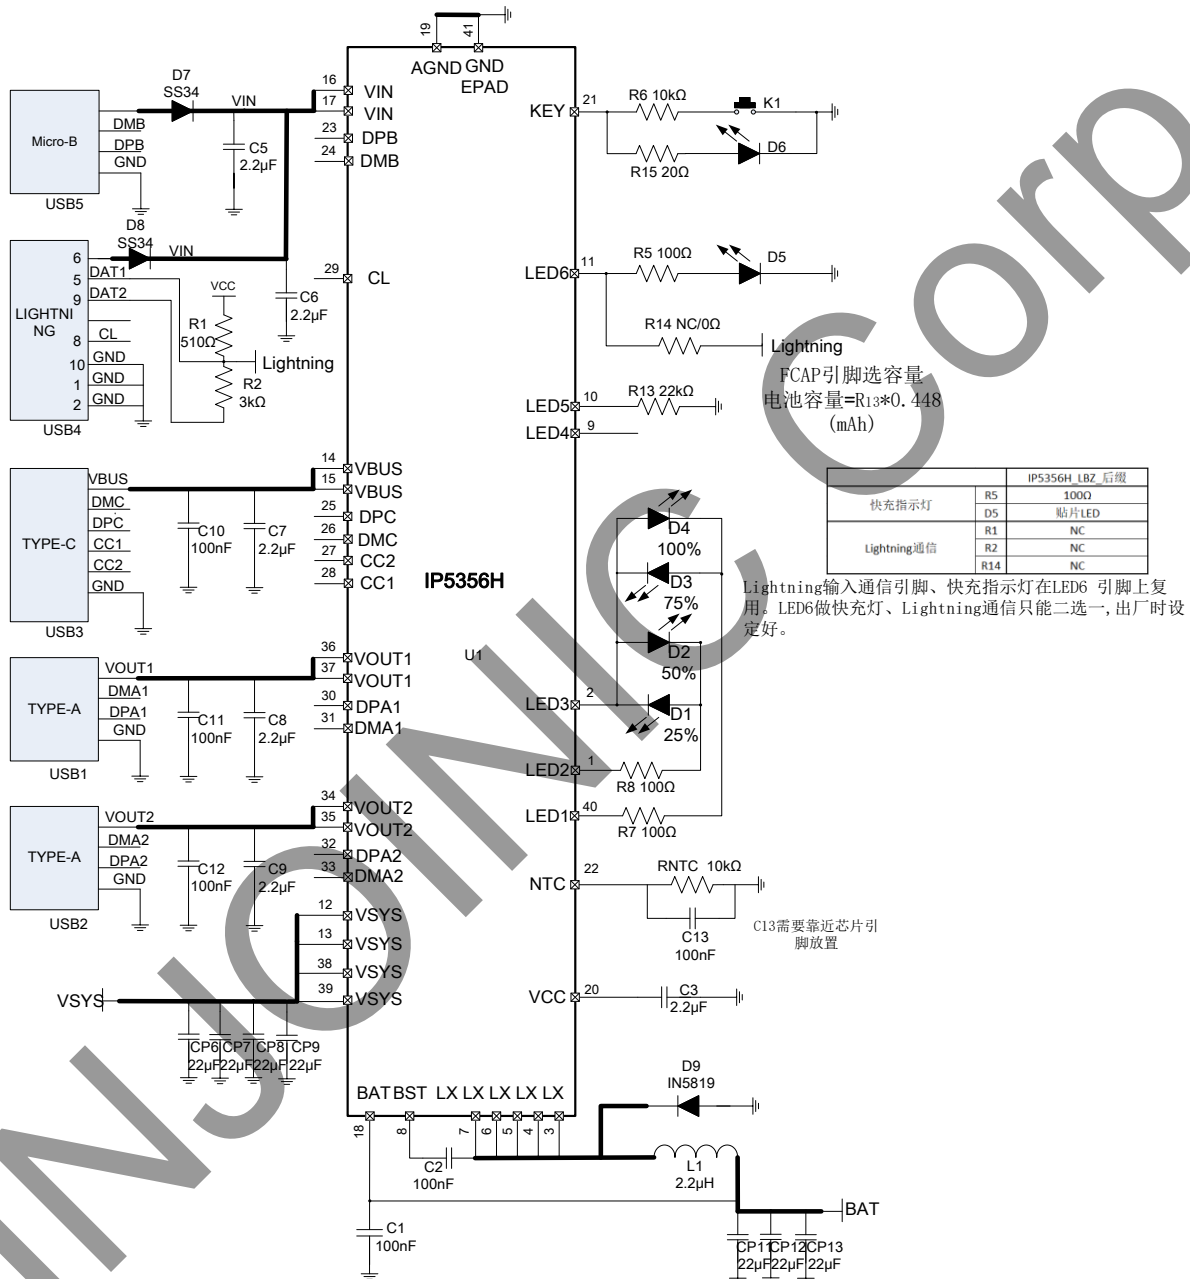 19
41
AGND GND
EPAD
D7
SS34
VIN
Micro-B
DMB
DPB
GND
USB5
C5
2.2μF
16
VIN
17
VIN
23
DPB
24
DMB
D8
SS34
VIN
LIGHTNI
NG
6
5
DAT1
9
DAT2
8
CL
10
GND
1
GND
2
GND
USB4
VCC
R1
510Ω
R2
3kΩ
Lightning
C6
2.2μF
29
CL
TYPE-C
VBUS
DMC
DPC
CC1
CC2
GND
USB3
C10
100nF
C7
2.2μF
14
VBUS
15
VBUS
25
DPC
26
DMC
27
CC2
28
CC1
TYPE-A
VOUT1
DMA1
DPA1
GND
USB1
C11
100nF
C8
2.2μF
36
VOUT1
37
VOUT1
30
DPA1
31
DMA1
TYPE-A
VOUT2
DMA2
DPA2
GND
USB2
C12
100nF
C9
2.2μF
34
VOUT2
35
VOUT2
32
DPA2
33
DMA2
12
VSYS
13
VSYS
38
VSYS
39
VSYS
VSYS
CP6
22μF
CP7
22μF
CP8
22μF
CP9
22μF
IP5356H
U1
KEY
21
R6 10kΩ
K1
D6
R15 20Ω
LED6
11
R5 100Ω
D5
R14 NC/0Ω
Lightning
FCAP引脚选容量
电池容量=R13*0.448
(mAh)
LED5
10
R13 22kΩ
LED4
9
IP5356H_LBZ_后缀
快充指示灯
R5
100Ω
D5
贴片LED
Lightning通信
R1
NC
R2
NC
R14
NC
Lightning输入通信引脚、快充指示灯在LED6 引脚上复
用。LED6做快充灯、Lightning通信只能二选一,出厂时设
定好。
D4
100%
D3
75%
D2
50%
D1
25%
LED3
2
LED2
1
R8 100Ω
LED1
40
R7 100Ω
NTC
22
RNTC 10kΩ
C13
100nF
C13需要靠近芯片引
脚放置
VCC
20
C3
2.2μF
BAT BST LX LX LX LX LX
18
8
7
6
5
4
3
D9
IN5819
C2
100nF
L1
2.2μH
C1
100nF
BAT
CP11
22μF
CP12
22μF
CP13
22μF
INJOINIC Corp